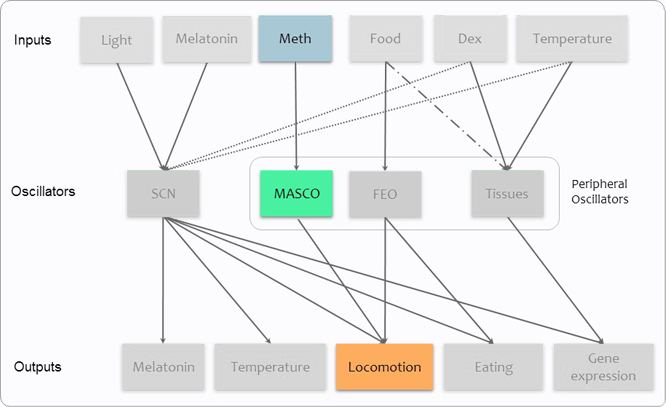 Inputs
Light
Melatonin
Meth
Food
Dex
Temperature
Oscillators
SCN
MASCO
FEO
Tissues
Peripheral
Oscillators
Outputs
Melatonin
Temperature
Locomotion
Eating
Gene
expression